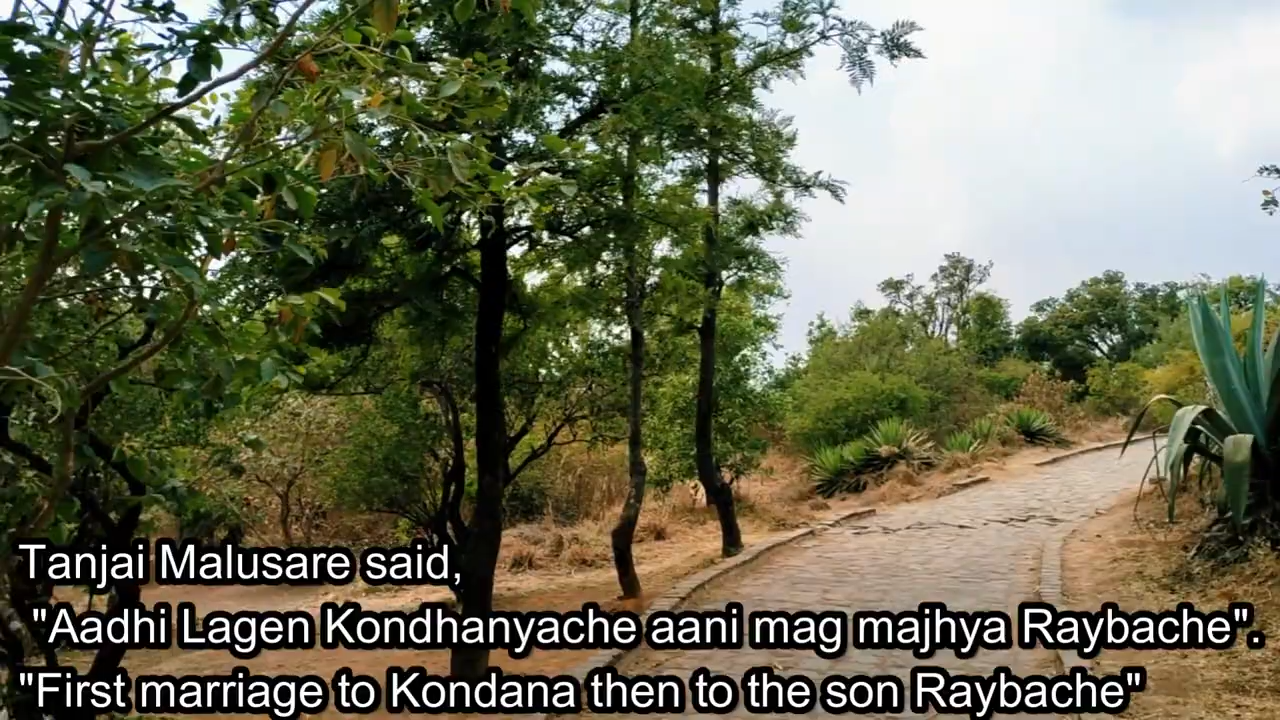 Tanjai Malusare said,
"Aadhi Lagen Kondhanyache aani mag majhya Raybache".
"First marriage to Kondana then to the son Raybache"